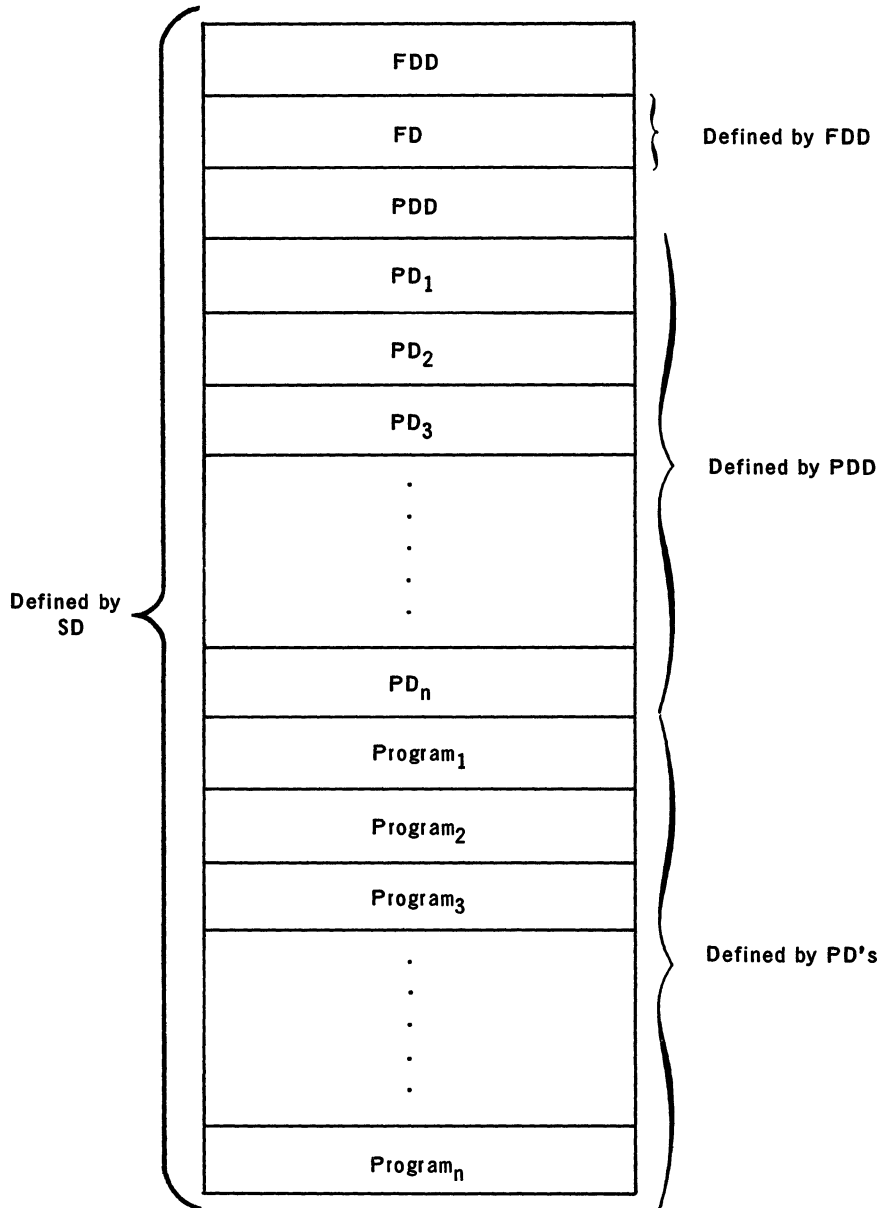 FDD
FD
Defined by FDD
PDD
PD₁
PD₂
PD₃
Defined by PDD
Defined by
SD
PDₙ
Program₁
Program₂
Program₃
Defined by PD's
Programₙ